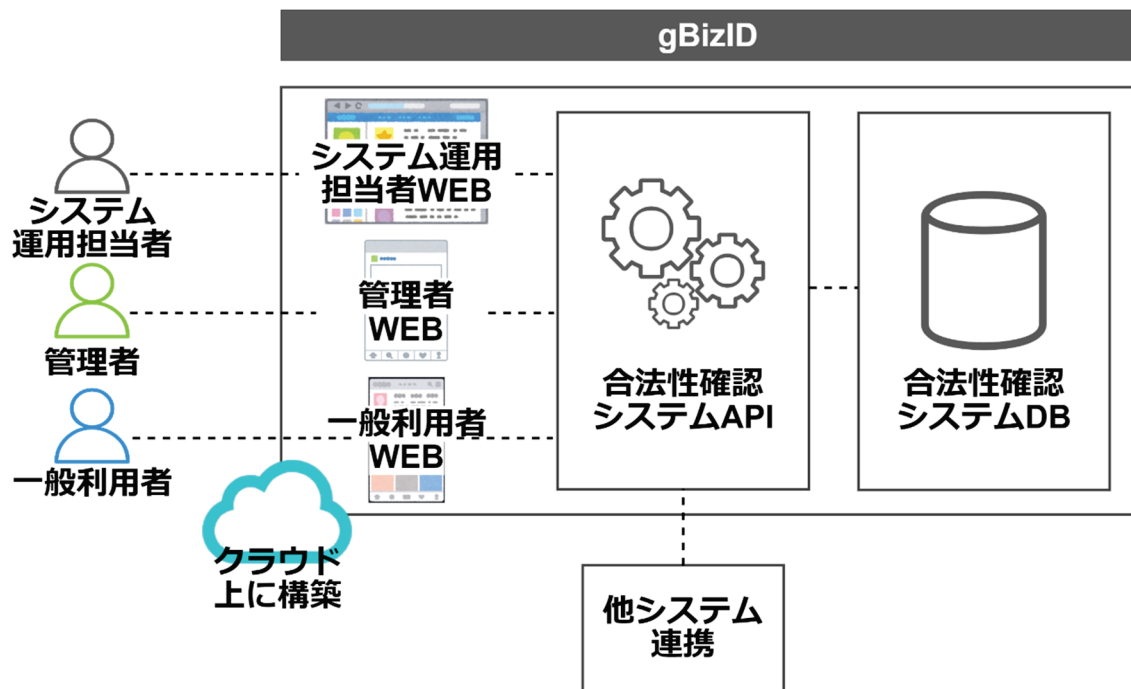 gBizID
システム
運用担当者
システム運用
担当者WEB
管理者
管理者
WEB
一般利用者
一般利用者
WEB
合法性確認
システムAPI
合法性確認
システムDB
クラウド
上に構築
他システム
連携